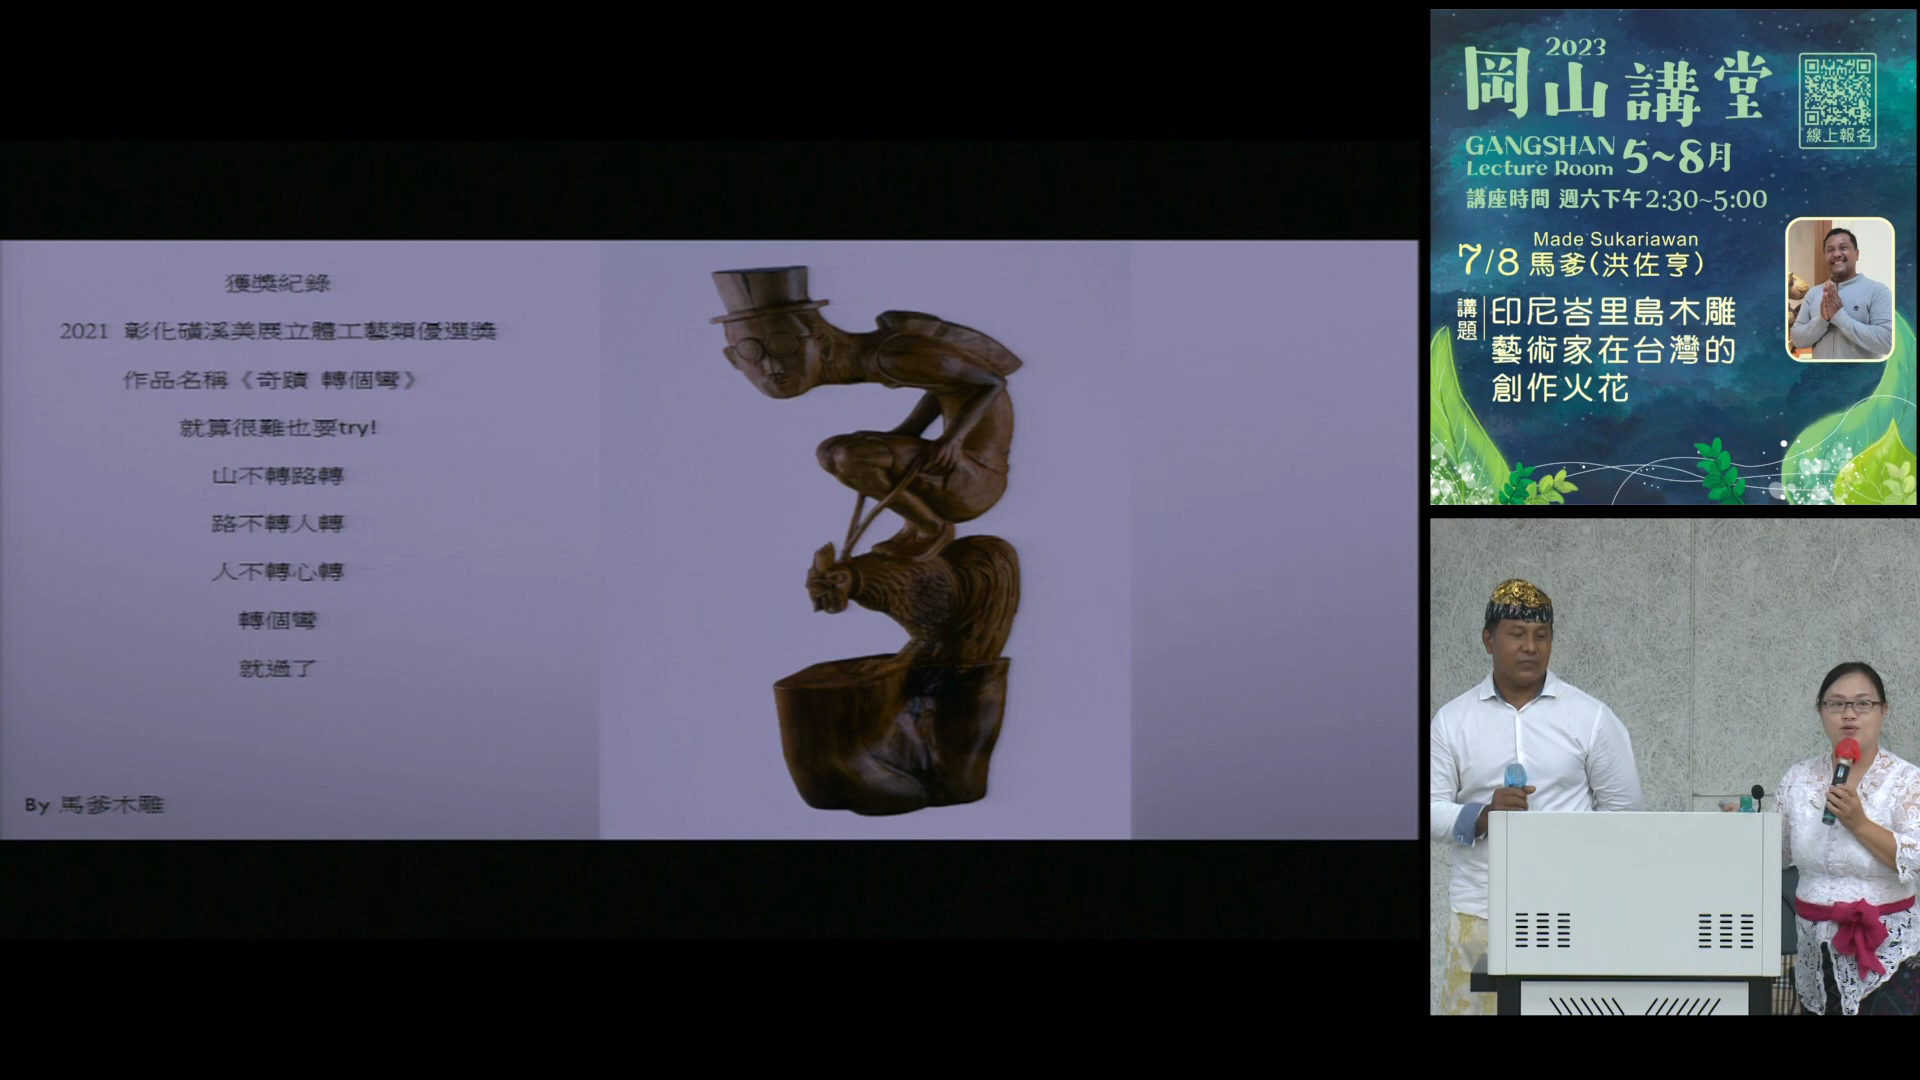 獲獎紀錄
2021 彰化磺溪美展立體工藝類優選獎
作品名稱《奇蹟 轉個彎》
就算很難也要try!
山不轉路轉
路不轉人轉
人不轉心轉
轉個彎
就過了
By 馬爹木雕
2023
岡山講堂
線上報名
GANGSHAN
Lecture Room
5~8月
講座時間 週六下午2:30~5:00
Made Sukariawan
7/8 馬爹(洪佐亨)
講題
印尼峇里島木雕
藝術家在台灣的
創作火花